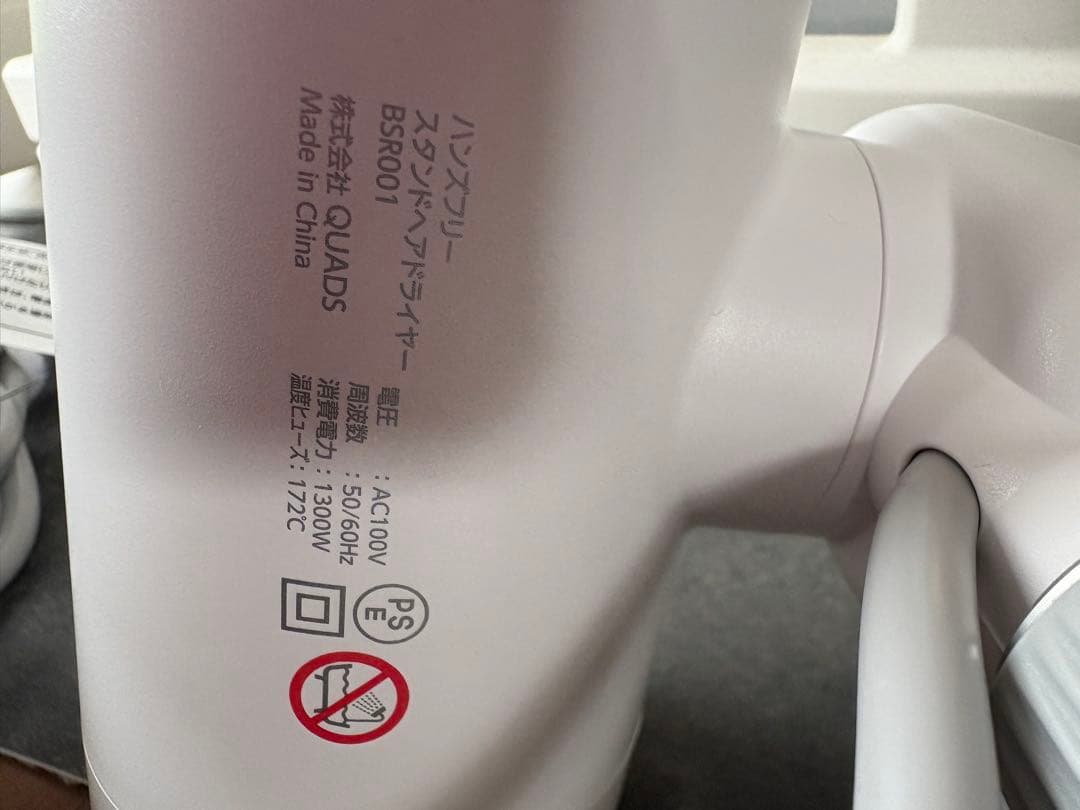 ハンズフリー
スタンドヘアドライヤー
BSR001
株式会社 QUADS
Made in China
電圧 : AC100V
周波数 : 50/60Hz
消費電力 : 1300W
温度ヒューズ : 172℃
PS
E